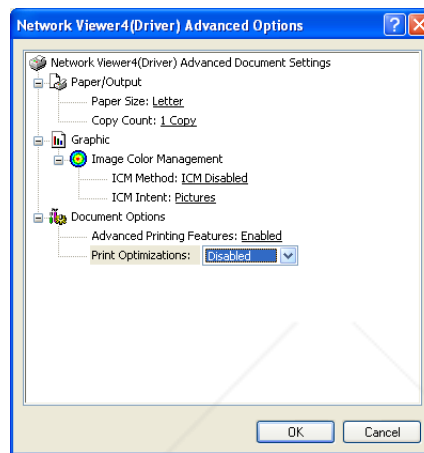 Network Viewer4(Driver) Advanced Options
Network Viewer4(Driver) Advanced Document Settings
Paper/Output
Paper Size: Letter
Copy Count: 1 Copy
Graphic
Image Color Management
ICM Method: ICM Disabled
ICM Intent: Pictures
Document Options
Advanced Printing Features: Enabled
Print Optimizations: Disabled
OK Cancel